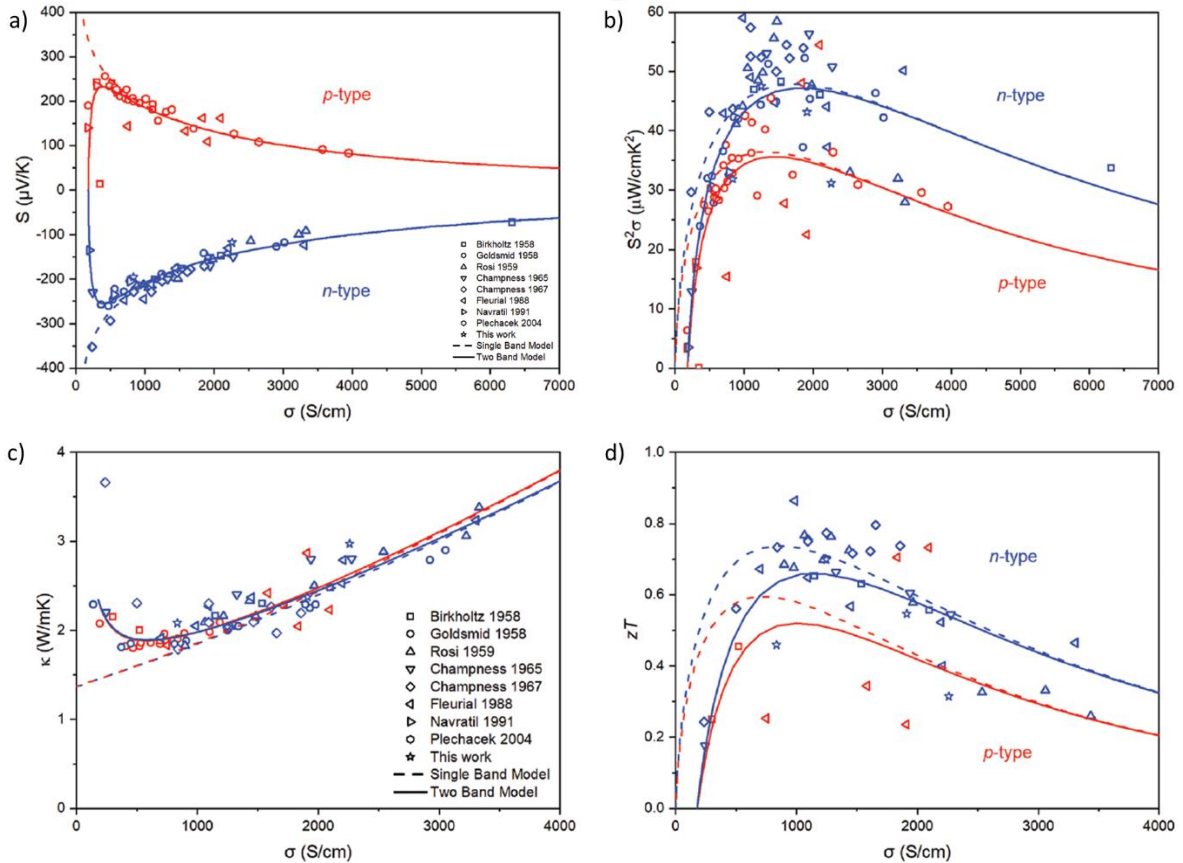 a)
400
300
200
100
0
-100
-200
-300
-400
S (µV/K)
p-type
n-type
Birkholtz 1958
Goldsmid 1958
Rosi 1959
Champness 1965
Champness 1967
Fleurial 1988
Navratil 1991
Plechacek 2004
This work
Single Band Model
Two Band Model
0 1000 2000 3000 4000 5000 6000 7000
σ (S/cm)
b)
60
50
40
30
20
10
0
S²σ (µW/cmK²)
n-type
p-type
0 1000 2000 3000 4000 5000 6000 7000
σ (S/cm)
c)
4
3
2
1
0
κ (W/mK)
Birkholtz 1958
Goldsmid 1958
Rosi 1959
Champness 1965
Champness 1967
Fleurial 1988
Navratil 1991
Plechacek 2004
This work
Single Band Model
Two Band Model
0 1000 2000 3000 4000
σ (S/cm)
d)
1.0
0.8
0.6
0.4
0.2
0.0
zT
n-type
p-type
0 1000 2000 3000 4000
σ (S/cm)